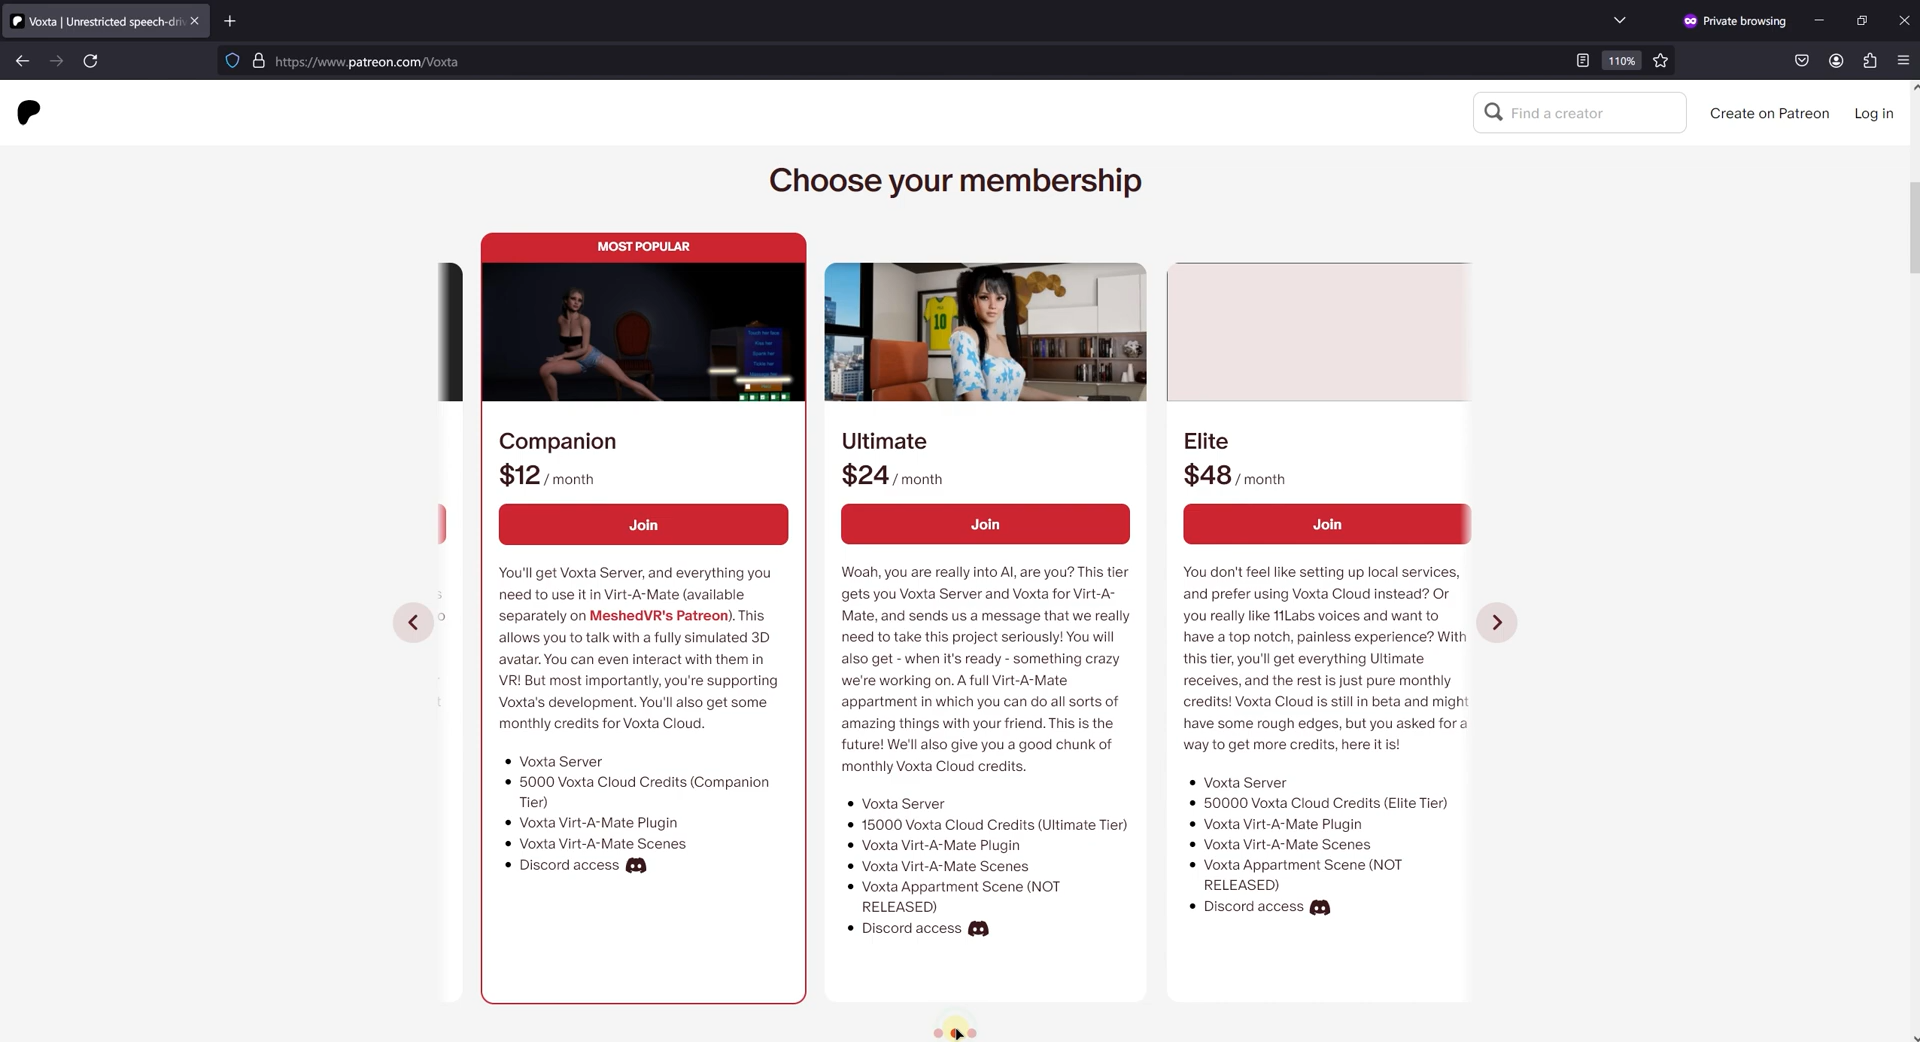 Voxta | Unrestricted speech-driv
Private browsing
https://www.patreon.com/Voxta
110%
Find a creator
Create on Patreon
Log in
Choose your membership
MOST POPULAR
Companion
$12 / month
Join
You'll get Voxta Server, and everything you
need to use it in Virt-A-Mate (available
separately on MeshedVR's Patreon). This
allows you to talk with a fully simulated 3D
avatar. You can even interact with them in
VR! But most importantly, you're supporting
Voxta's development. You'll also get some
monthly credits for Voxta Cloud.
• Voxta Server
• 5000 Voxta Cloud Credits (Companion
Tier)
• Voxta Virt-A-Mate Plugin
• Voxta Virt-A-Mate Scenes
• Discord access
10
Ultimate
$24 / month
Join
Woah, you are really into AI, are you? This tier
gets you Voxta Server and Voxta for Virt-A-
Mate, and sends us a message that we really
need to take this project seriously! You will
also get - when it's ready - something crazy
we're working on. A full Virt-A-Mate
appartment in which you can do all sorts of
amazing things with your friend. This is the
future! We'll also give you a good chunk of
monthly Voxta Cloud credits.
• Voxta Server
• 15000 Voxta Cloud Credits (Ultimate Tier)
• Voxta Virt-A-Mate Plugin
• Voxta Virt-A-Mate Scenes
• Voxta Appartment Scene (NOT
RELEASED)
• Discord access
Elite
$48 / month
Join
You don't feel like setting up local services,
and prefer using Voxta Cloud instead? Or
you really like 11Labs voices and want to
have a top notch, painless experience? With
this tier, you'll get everything Ultimate
receives, and the rest is just pure monthly
credits! Voxta Cloud is still in beta and might
have some rough edges, but you asked for a
way to get more credits, here it is!
• Voxta Server
• 50000 Voxta Cloud Credits (Elite Tier)
• Voxta Virt-A-Mate Plugin
• Voxta Virt-A-Mate Scenes
• Voxta Appartment Scene (NOT
RELEASED)
• Discord access